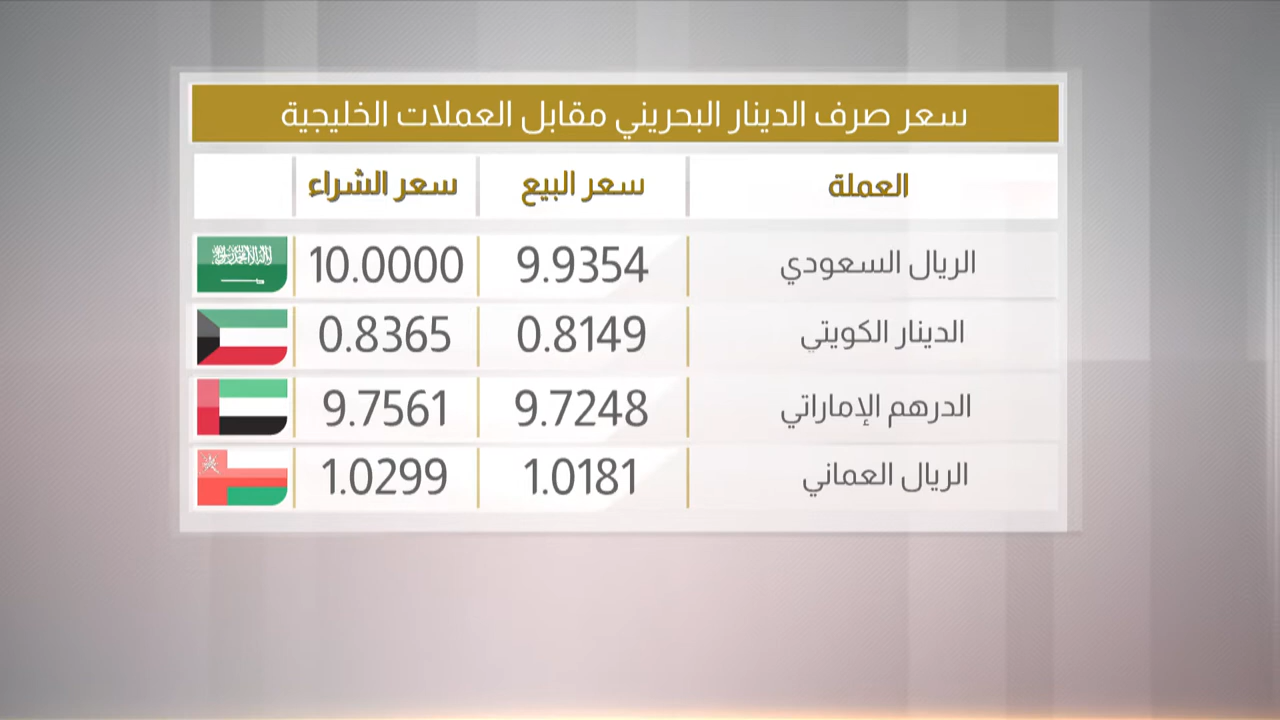 سعر صرف الدينار البحريني مقابل العملات الخليجية
العملة سعر البيع سعر الشراء
الريال السعودي 9.9354 10.0000
الدينار الكويتي 0.8149 0.8365
الدرهم الإماراتي 9.7248 9.7561
الريال العماني 1.0181 1.0299